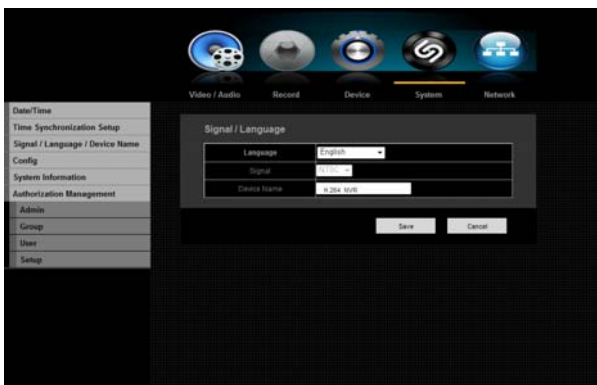 Video / Audio
Record
Device
System
Network
Date/Time
Time Synchronization Setup
Signal / Language / Device Name
Config
System Information
Authorization Management
Admin
Group
User
Setup
Signal / Language
Language English
Signal NTSC
Device Name H.264 NVR
Save Cancel